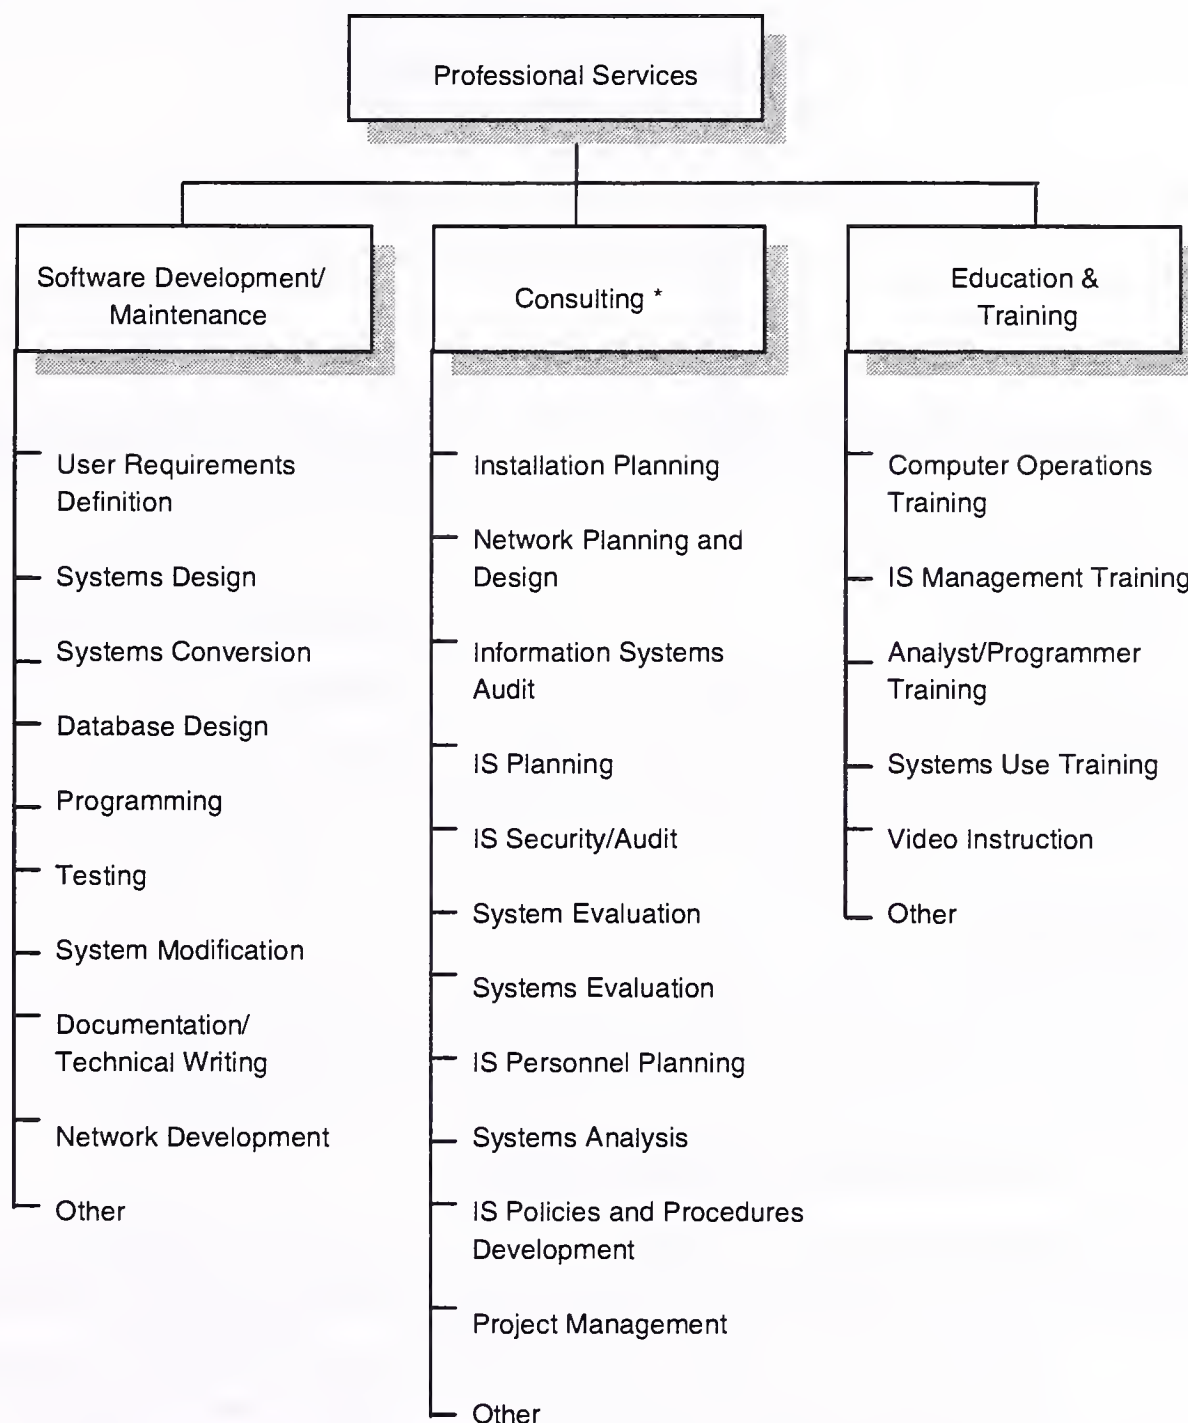 Professional Services
Software Development/
Maintenance
User Requirements
Definition
Systems Design
Systems Conversion
Database Design
Programming
Testing
System Modification
Documentation/
Technical Writing
Network Development
Other
Consulting *
Installation Planning
Network Planning and
Design
Information Systems
Audit
IS Planning
IS Security/Audit
System Evaluation
Systems Evaluation
IS Personnel Planning
Systems Analysis
IS Policies and Procedures
Development
Project Management
Other
Education &
Training
Computer Operations
Training
IS Management Training
Analyst/Programmer
Training
Systems Use Training
Video Instruction
Other